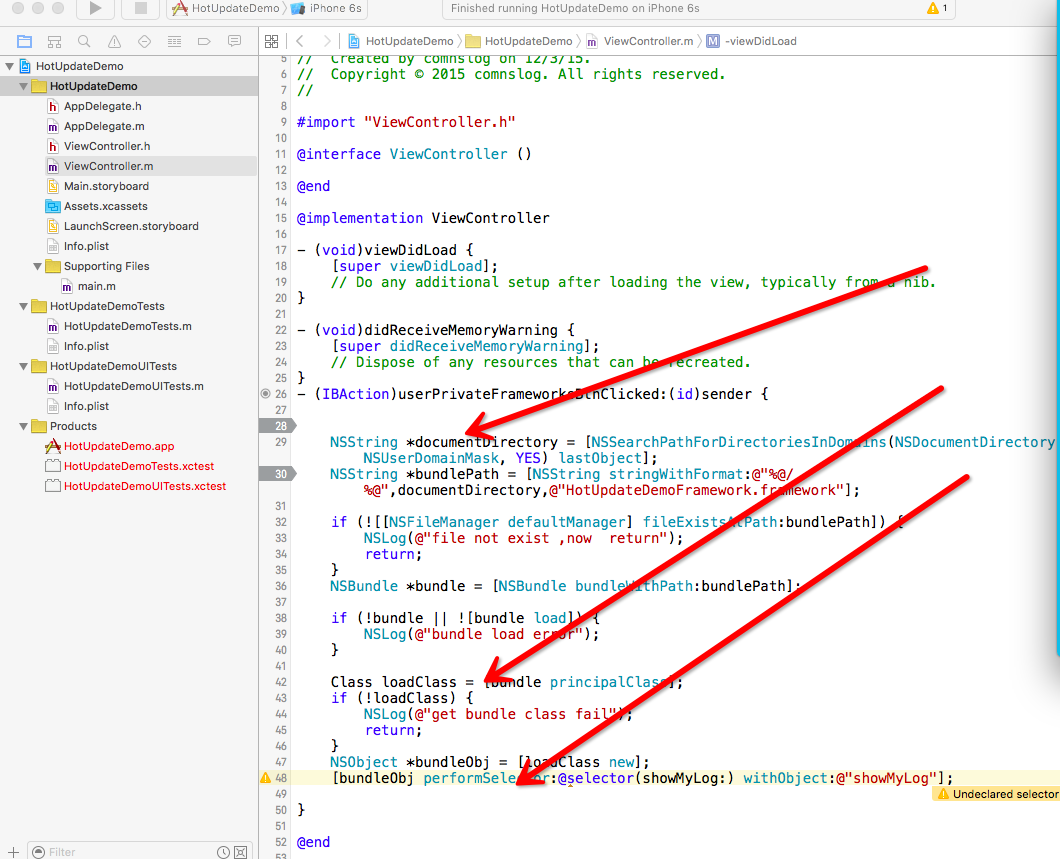 HotUpdateDemo
iPhone 6s
Finished running HotUpdateDemo on iPhone 6s
1
HotUpdateDemo
HotUpdateDemo
ViewController.m
M
-viewDidLoad
HotUpdateDemo
HotUpdateDemo
h AppDelegate.h
m AppDelegate.m
h ViewController.h
m ViewController.m
Main.storyboard
Assets.xcassets
LaunchScreen.storyboard
Info.plist
Supporting Files
m main.m
HotUpdateDemoTests
m HotUpdateDemoTests.m
Info.plist
HotUpdateDemoUITests
m HotUpdateDemoUITests.m
Info.plist
Products
HotUpdateDemo.app
HotUpdateDemoTests.xctest
HotUpdateDemoUITests.xctest
Filter
5 // Created by comnslog on 12/3/15.
6 // Copyright © 2015 comnslog. All rights reserved.
7 //
8
9 #import "ViewController.h"
10
11 @interface ViewController ()
12
13 @end
14
15 @implementation ViewController
16
17 - (void)viewDidLoad {
18 [super viewDidLoad];
19 // Do any additional setup after loading the view, typically from a nib.
20 }
21
22 - (void)didReceiveMemoryWarning {
23 [super didReceiveMemoryWarning];
24 // Dispose of any resources that can be recreated.
25 }
26 - (IBAction)userPrivateFrameworksBtnClicked:(id)sender {
27
28
29 NSString *documentDirectory = [NSSearchPathForDirectoriesInDomains(NSDocumentDirectory
NSUserDomainMask, YES) lastObject];
30 NSString *bundlePath = [NSString stringWithFormat:@"%@/
%@",documentDirectory,@"HotUpdateDemoFramework.framework"];
31
32 if (![[NSFileManager defaultManager] fileExistsAtPath:bundlePath]) {
33 NSLog(@"file not exist ,now  return");
34 return;
35 }
36 NSBundle *bundle = [NSBundle bundleWithPath:bundlePath];
37
38 if (!bundle || ![bundle load]) {
39 NSLog(@"bundle load error");
40 }
41
42 Class loadClass = [bundle principalClass];
43 if (!loadClass) {
44 NSLog(@"get bundle class fail");
45 return;
46 }
47 NSObject *bundleObj = [loadClass new];
48 [bundleObj performSelector:@selector(showMyLog:) withObject:@"showMyLog"];
49 Undeclared selector
50 }
51
52 @end
53